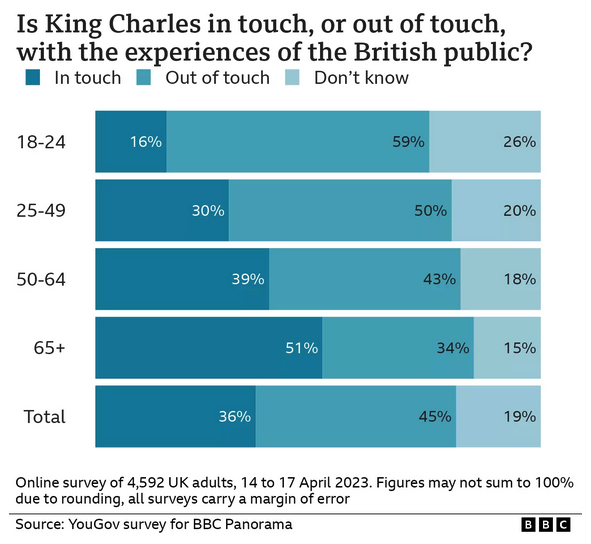 Is King Charles in touch, or out of touch,
with the experiences of the British public?
In touch Out of touch Don't know
18-24 16% 59% 26%
25-49 30% 50% 20%
50-64 39% 43% 18%
65+ 51% 34% 15%
Total 36% 45% 19%
Online survey of 4,592 UK adults, 14 to 17 April 2023. Figures may not sum to 100%
due to rounding, all surveys carry a margin of error
Source: YouGov survey for BBC Panorama BBC